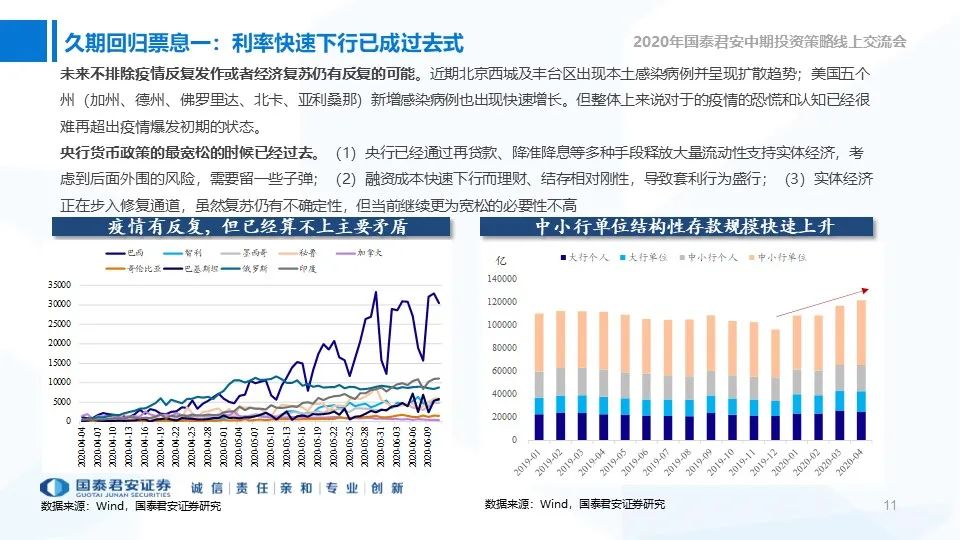 久期回归票息一：利率快速下行已成过去式
2020年国泰君安中期投资策略线上交流会
未来不排除疫情反复发作或者经济复苏仍有反复的可能。近期北京西城及丰台区出现本土感染病例并呈现扩散趋势；美国五个
州（加州、德州、佛罗里达、北卡、亚利桑那）新增感染病例也出现快速增长。但整体上来说对于的疫情的恐慌和认知已经很
难再超出疫情爆发初期的状态。
央行货币政策的最宽松的时候已经过去。（1）央行已经通过再贷款、降准降息等多种手段释放大量流动性支持实体经济，考
虑到后面外围的风险，需要留一些子弹；（2）融资成本快速下行而理财、结存相对刚性，导致套利行为盛行；（3）实体经济
正在步入修复通道，虽然复苏仍有不确定性，但当前继续更为宽松的必要性不高
疫情有反复，但已经算不上主要矛盾
巴西 智利 墨西哥 秘鲁 加拿大
哥伦比亚 巴基斯坦 俄罗斯 印度
35000
30000
25000
20000
15000
10000
5000
0
2020-04-04
2020-04-07
2020-04-10
2020-04-13
2020-04-16
2020-04-19
2020-04-22
2020-04-25
2020-04-28
2020-05-01
2020-05-04
2020-05-07
2020-05-10
2020-05-13
2020-05-16
2020-05-19
2020-05-22
2020-05-25
2020-05-28
2020-05-31
2020-06-03
2020-06-06
2020-06-09
国泰君安证券
GUOTAI JUNAN SECURITIES
诚信｜责任｜亲和｜专业｜创新
数据来源：Wind，国泰君安证券研究
中小行单位结构性存款规模快速上升
亿
大行个人 大行单位 中小行个人 中小行单位
140000
120000
100000
80000
60000
40000
20000
0
2019-01
2019-02
2019-03
2019-04
2019-05
2019-06
2019-07
2019-08
2019-09
2019-10
2019-11
2019-12
2020-01
2020-02
2020-03
2020-04
数据来源：Wind，国泰君安证券研究
11